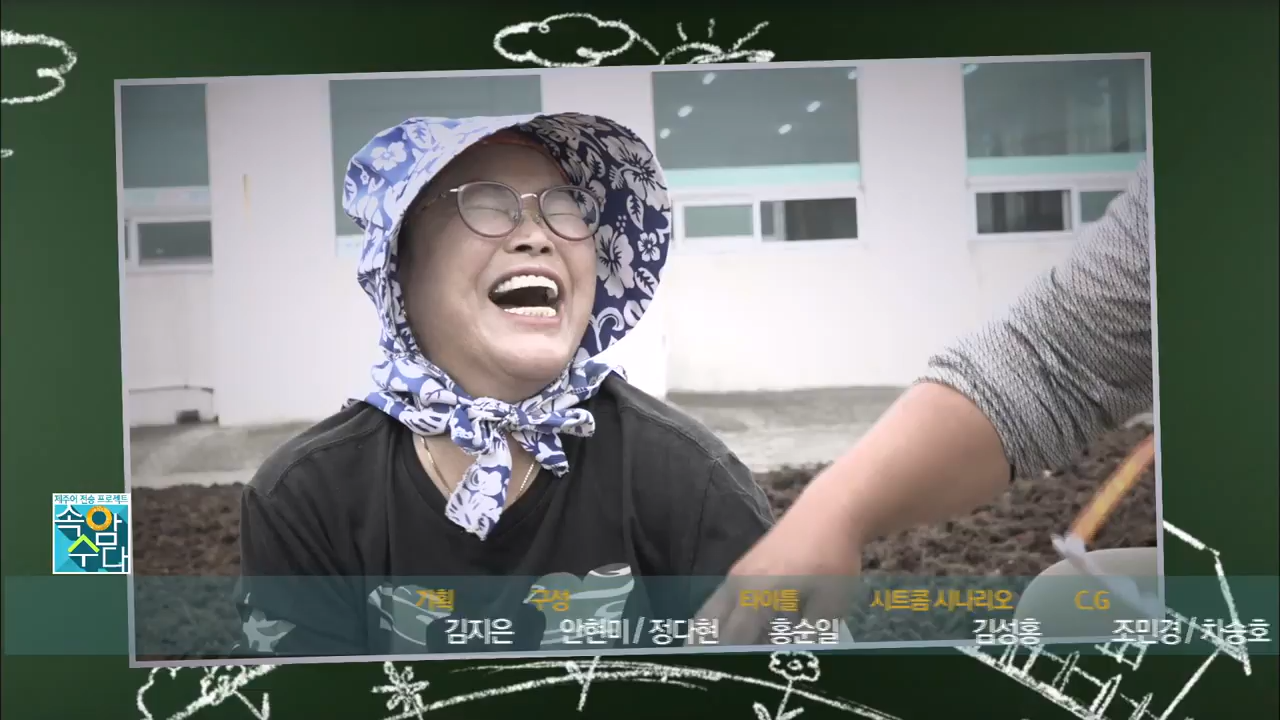 제주어 전승 프로젝트
속암
수다
기획 구성 타이틀 시트콤 시나리오 C.G
김지은 안현미 / 정다현 홍순일 김성홍 조민경 / 차승호